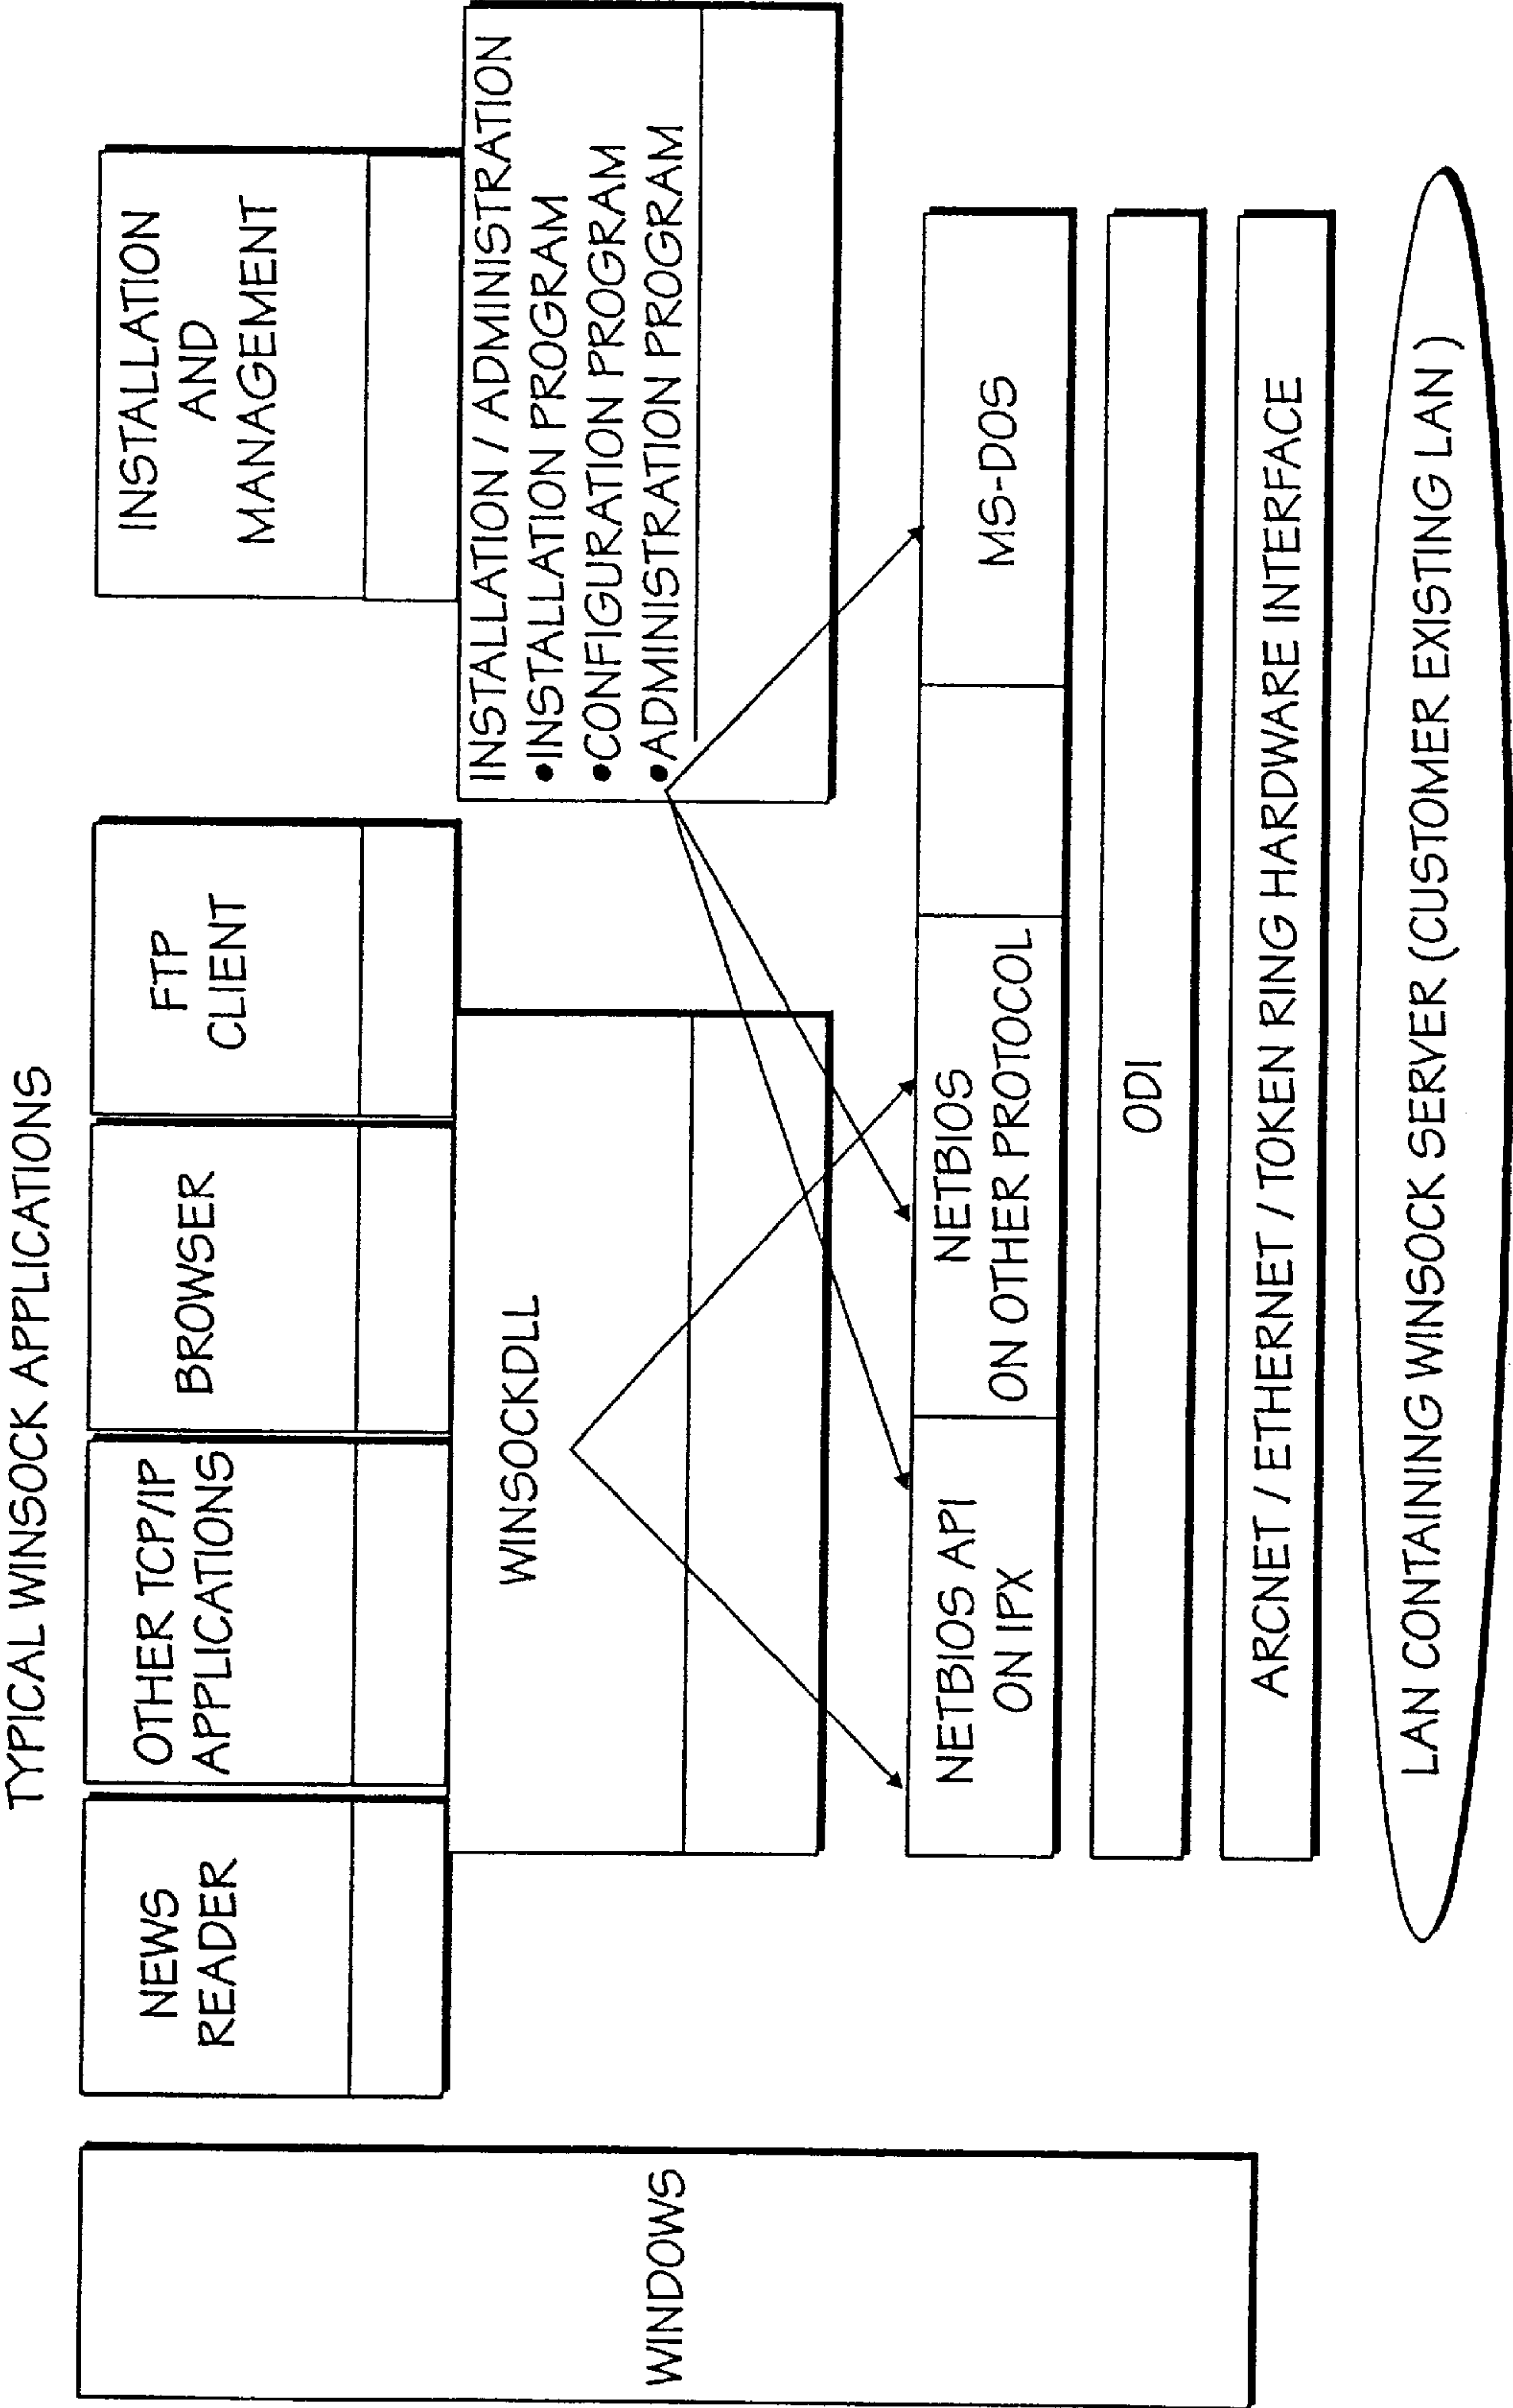 TYPICAL WINSOCK APPLICATIONS
NEWS
READER
OTHER TCP/IP
APPLICATIONS
BROWSER
FTP
CLIENT
INSTALLATION
AND
MANAGEMENT
WINDOWS
WINSOCKDLL
INSTALLATION / ADMINISTRATION
•INSTALLATION PROGRAM
•CONFIGURATION PROGRAM
•ADMINISTRATION PROGRAM
NETBIOS API
ON IPX
NETBIOS
ON OTHER PROTOCOL
MS-DOS
ODI
ARCNET / ETHERNET / TOKEN RING HARDWARE INTERFACE
LAN CONTAINING WINSOCK SERVER (CUSTOMER EXISTING LAN )